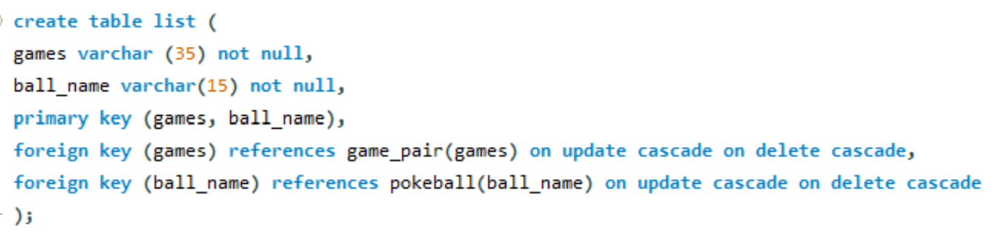 create table list (
games varchar (35) not null,
ball_name varchar(15) not null,
primary key (games, ball_name),
foreign key (games) references game_pair(games) on update cascade on delete cascade,
foreign key (ball_name) references pokeball(ball_name) on update cascade on delete cascade
);